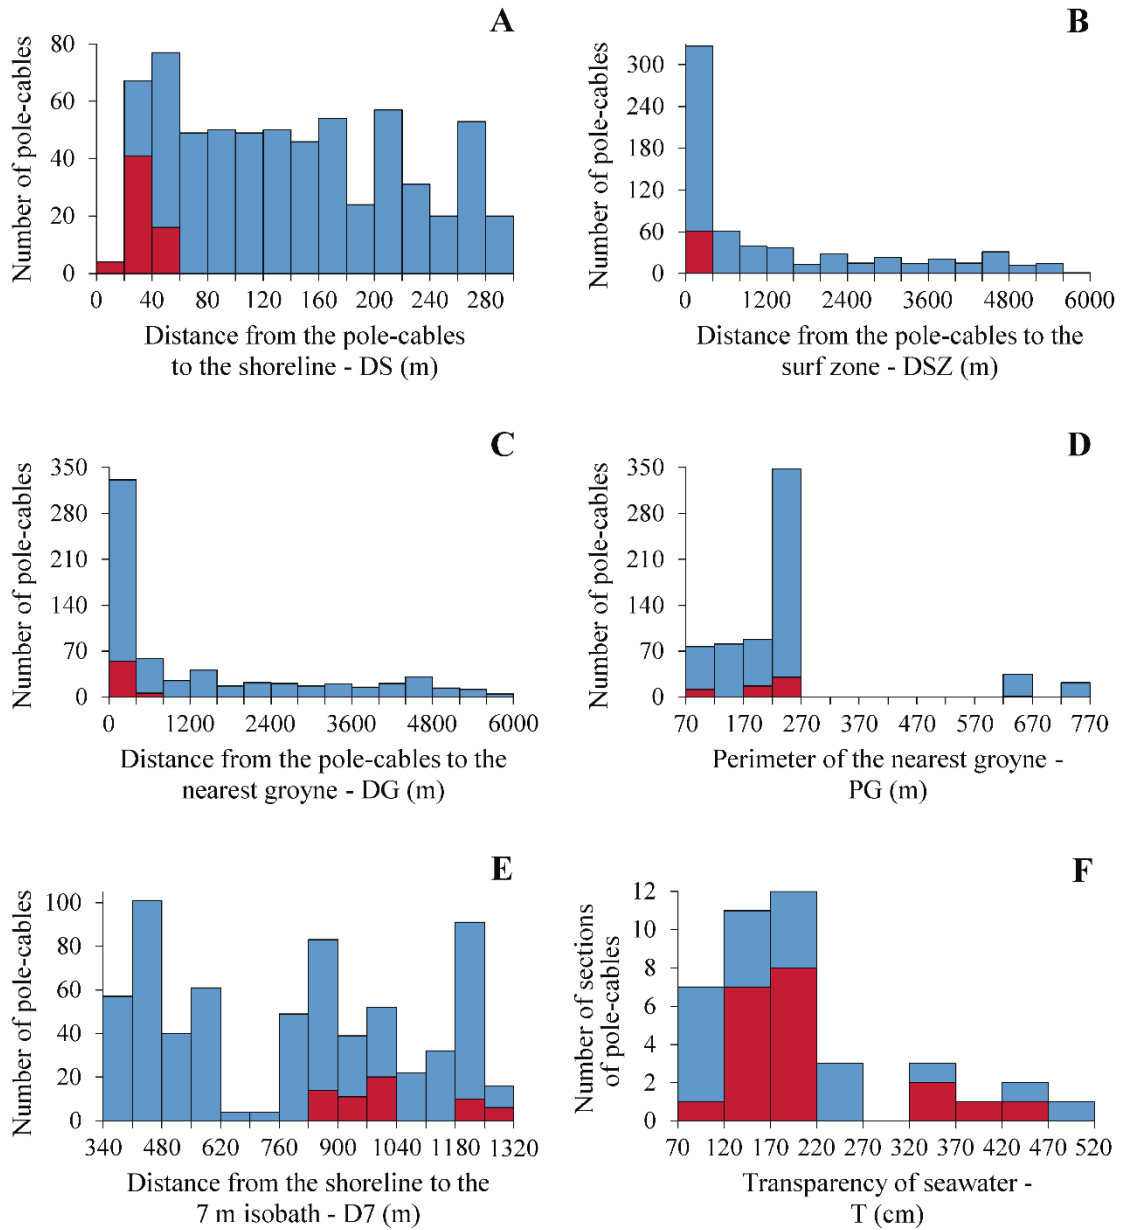 A
Number of pole-cables
80
60
40
20
0
0 40 80 120 160 200 240 280
Distance from the pole-cables
to the shoreline - DS (m)
B
Number of pole-cables
300
240
180
120
60
0
0 1200 2400 3600 4800 6000
Distance from the pole-cables to the
surf zone - DSZ (m)
C
Number of pole-cables
350
280
210
140
70
0
0 1200 2400 3600 4800 6000
Distance from the pole-cables to the
nearest groyne - DG (m)
D
Number of pole-cables
350
280
210
140
70
0
70 170 270 370 470 570 670 770
Perimeter of the nearest groyne -
PG (m)
E
Number of pole-cables
100
80
60
40
20
0
340 480 620 760 900 1040 1180 1320
Distance from the shoreline to the
7 m isobath - D7 (m)
F
Number of sections
of pole-cables
12
10
8
6
4
2
0
70 120 170 220 270 320 370 420 470 520
Transparency of seawater -
T (cm)